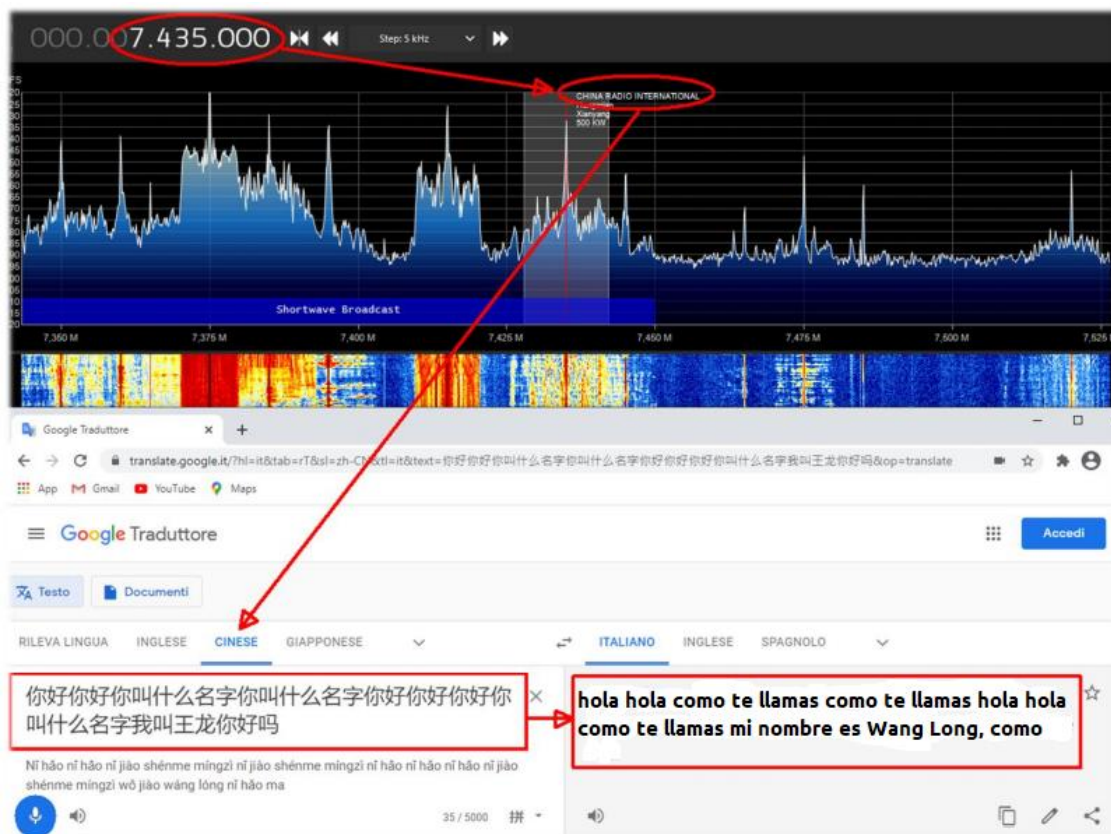 000.007.435.000 Step: 5 kHz
FS
20
CHINA RADIO INTERNATIONAL
Xianyang
500 KW
Shortwave Broadcast
7,350 M 7,375 M 7,400 M 7,425 M 7,450 M 7,475 M 7,500 M 7,525
Google Traduttore
translate.google.it/?hl=it&tab=rT&sl=zh-CN&tl=it&text=你好你好你叫什么名字你叫什么名字你好你好你好你叫什么名字我叫王龙你好吗&op=translate
App Gmail YouTube Maps
Google Traduttore Accedi
Testo Documenti
RILEVA LINGUA INGLESE CINESE GIAPPONESE ITALIANO INGLESE SPAGNOLO
你好你好你叫什么名字你叫什么名字你好你好你好你
叫什么名字我叫王龙你好吗
hola hola como te llamas como te llamas hola hola
como te llamas mi nombre es Wang Long, como
Nǐ hǎo nǐ hǎo nǐ jiào shénme míngzì nǐ jiào shénme míngzì nǐ hǎo nǐ hǎo nǐ hǎo nǐ jiào
shénme míngzì wǒ jiào wáng lóng nǐ hǎo ma
35 / 5000 拼